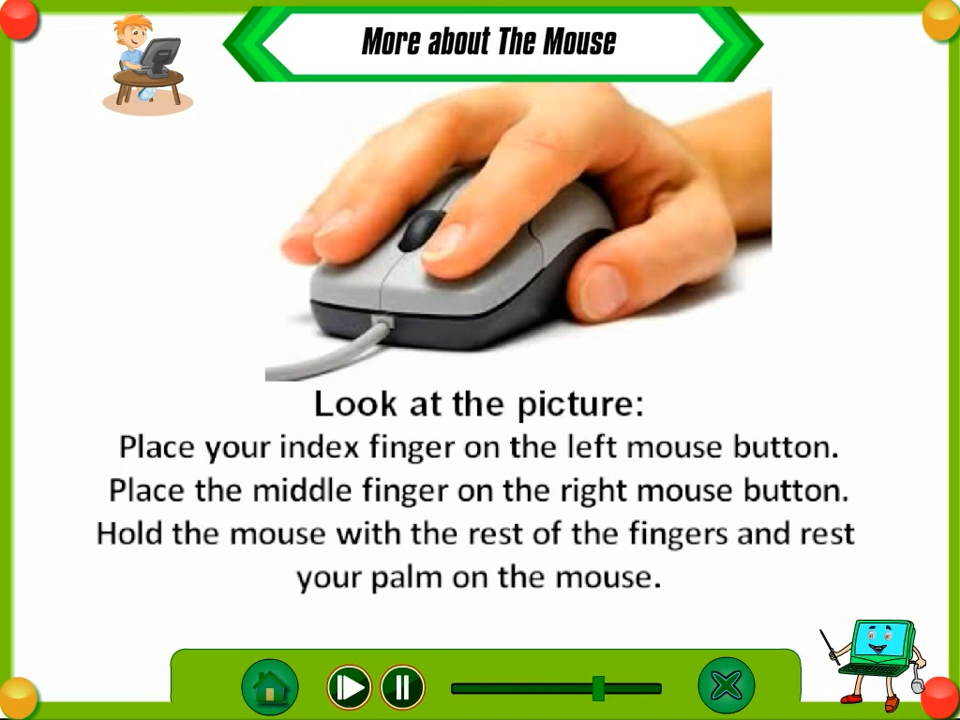 More about The Mouse
Look at the picture:
Place your index finger on the left mouse button.
Place the middle finger on the right mouse button.
Hold the mouse with the rest of the fingers and rest
your palm on the mouse.